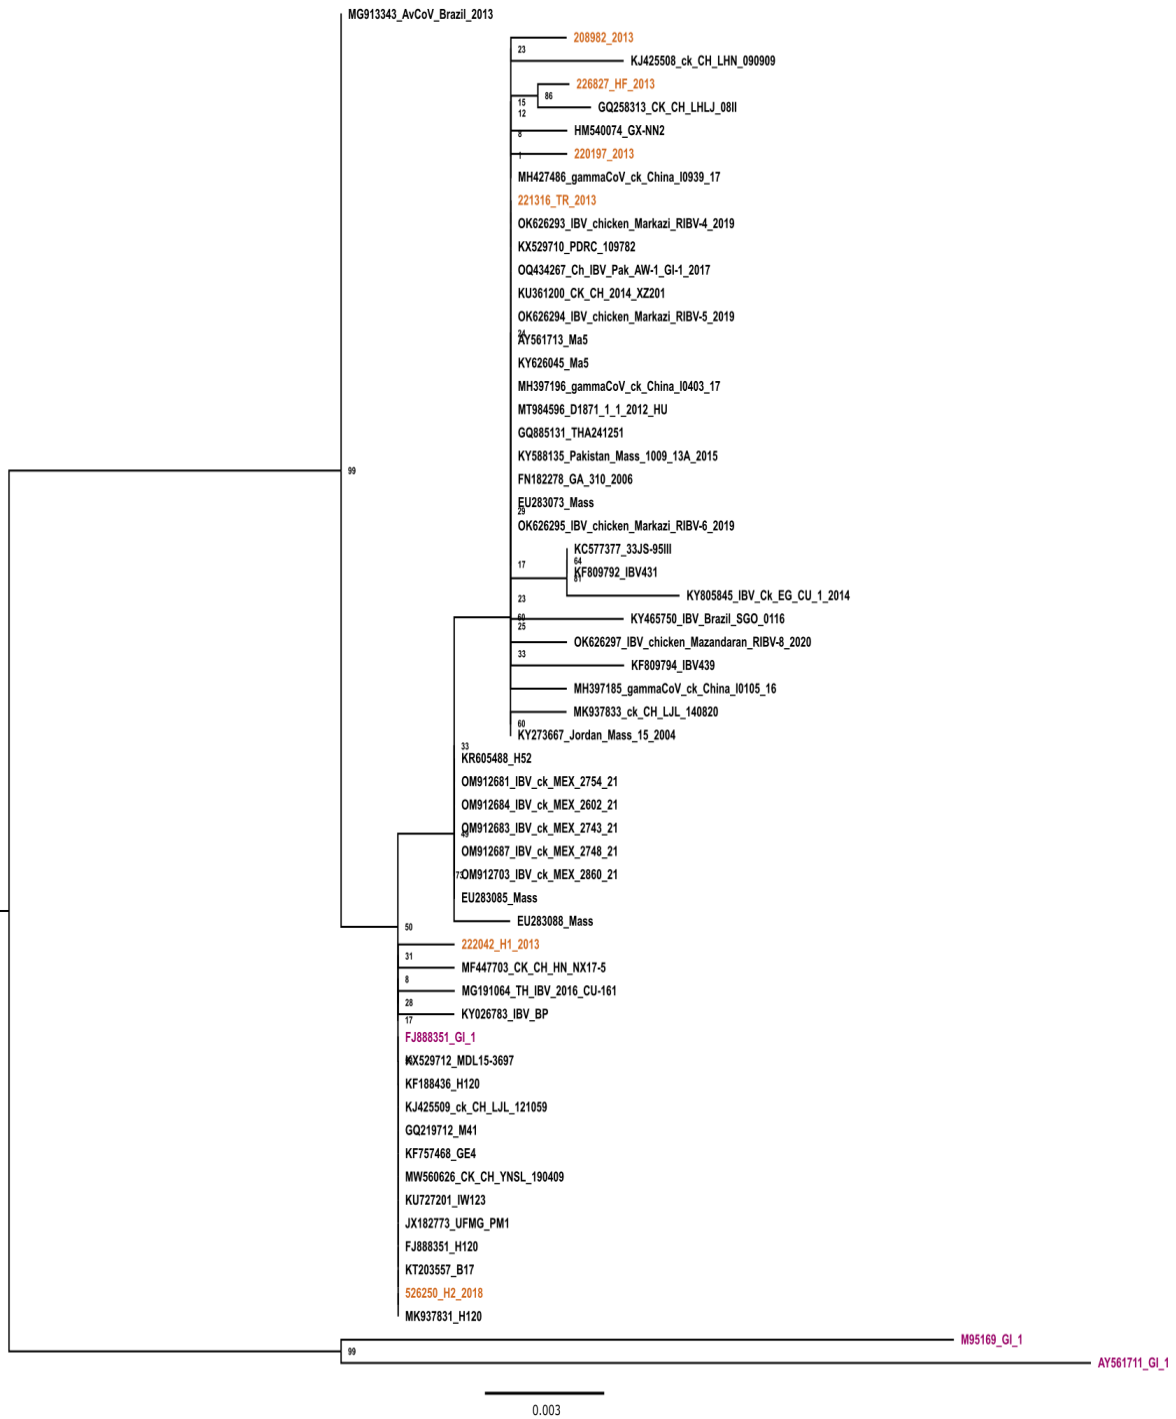 MG913343_AvCoV_Brazil_2013
208982_2013
23
KJ425508_ck_CH_LHN_090909
226827_HF_2013
86
15
GQ258313_CK_CH_LHLJ_08II
12
HM540074_GX-NN2
8
220197_2013
1
MH427486_gammaCoV_ck_China_I0939_17
221316_TR_2013
OK626293_IBV_chicken_Markazi_RIBV-4_2019
KX529710_PDRC_109782
OQ434267_Ch_IBV_Pak_AW-1_GI-1_2017
KU361200_CK_CH_2014_XZ201
OK626294_IBV_chicken_Markazi_RIBV-5_2019
AY561713_Ma5
KY626045_Ma5
MH397196_gammaCoV_ck_China_I0403_17
MT984596_D1871_1_1_2012_HU
GQ885131_THA241251
KY588135_Pakistan_Mass_1009_13A_2015
99
FN182278_GA_310_2006
EU283073_Mass
29
OK626295_IBV_chicken_Markazi_RIBV-6_2019
KC577377_33JS-95III
64
17
KF809792_IBV431
81
KY805845_IBV_Ck_EG_CU_1_2014
23
60
KY465750_IBV_Brazil_SGO_0116
25
OK626297_IBV_chicken_Mazandaran_RIBV-8_2020
33
KF809794_IBV439
MH397185_gammaCoV_ck_China_I0105_16
MK937833_ck_CH_LJL_140820
60
KY273667_Jordan_Mass_15_2004
33
KR605488_H52
OM912681_IBV_ck_MEX_2754_21
OM912684_IBV_ck_MEX_2602_21
OM912683_IBV_ck_MEX_2743_21
OM912687_IBV_ck_MEX_2748_21
OM912703_IBV_ck_MEX_2860_21
EU283085_Mass
EU283088_Mass
50
222042_H1_2013
31
MF447703_CK_CH_HN_NX17-5
8
MG191064_TH_IBV_2016_CU-161
28
KY026783_IBV_BP
17
FJ888351_GI_1
KX529712_MDL15-3697
KF188436_H120
KJ425509_ck_CH_LJL_121059
GQ219712_M41
KF757468_GE4
MW560626_CK_CH_YNSL_190409
KU727201_IW123
JX182773_UFMG_PM1
FJ888351_H120
KT203557_B17
526250_H2_2018
MK937831_H120
M95169_GI_1
99
AY561711_GI_1
0.003